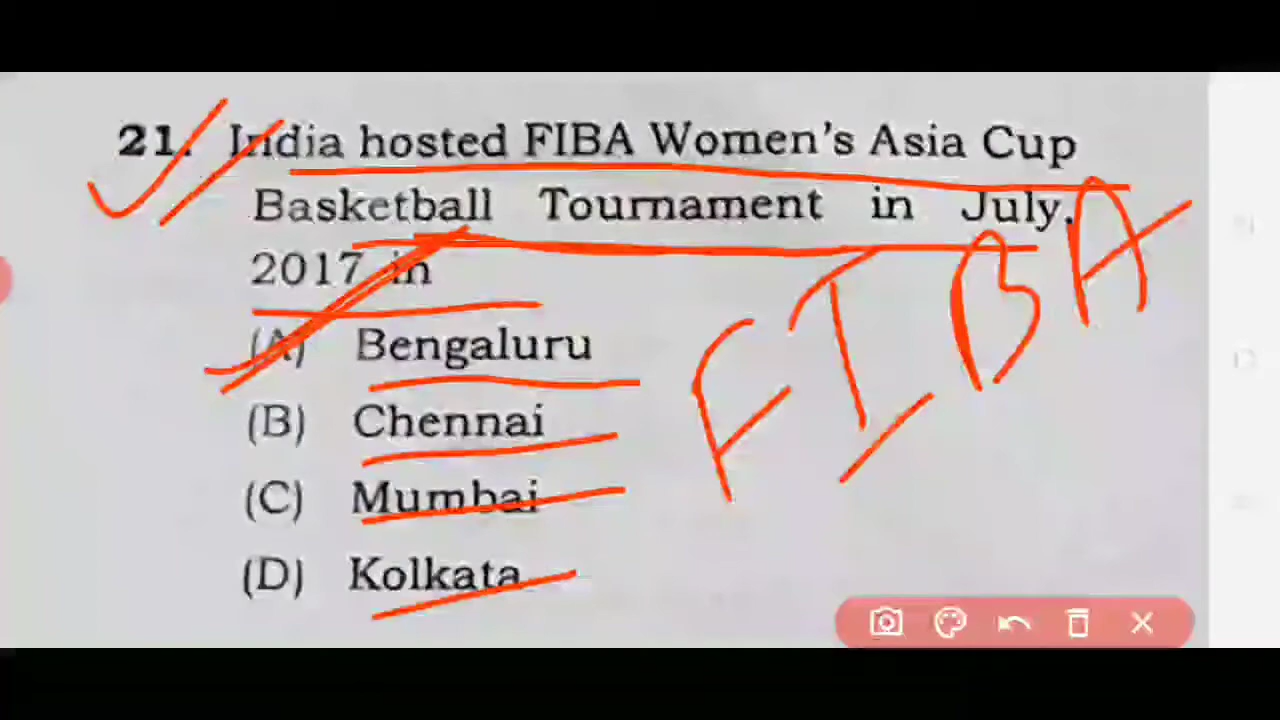 21. India hosted FIBA Women's Asia Cup
Basketball Tournament in July,
2017 in
(A) Bengaluru
(B) Chennai
(C) Mumbai
(D) Kolkata
FIBA